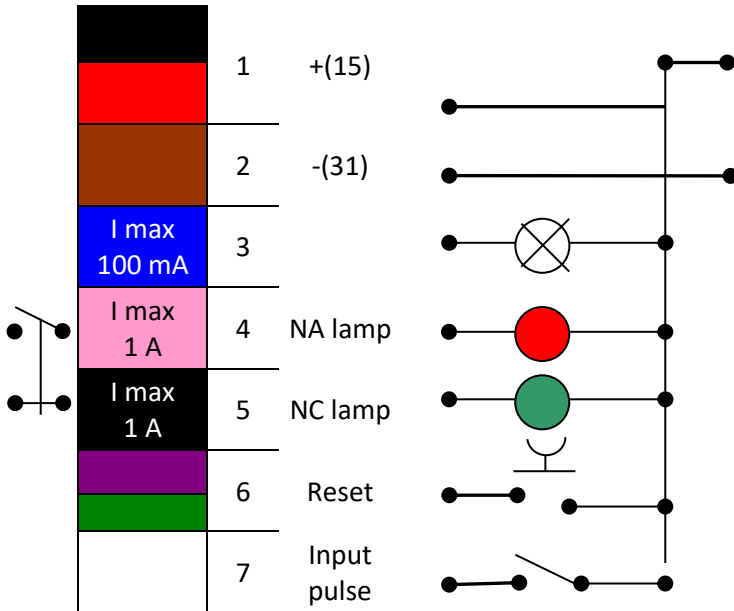 1 +(15)
2 -(31)
I max
100 mA
3
I max
1 A
4 NA lamp
I max
1 A
5 NC lamp
6 Reset
7 Input
pulse